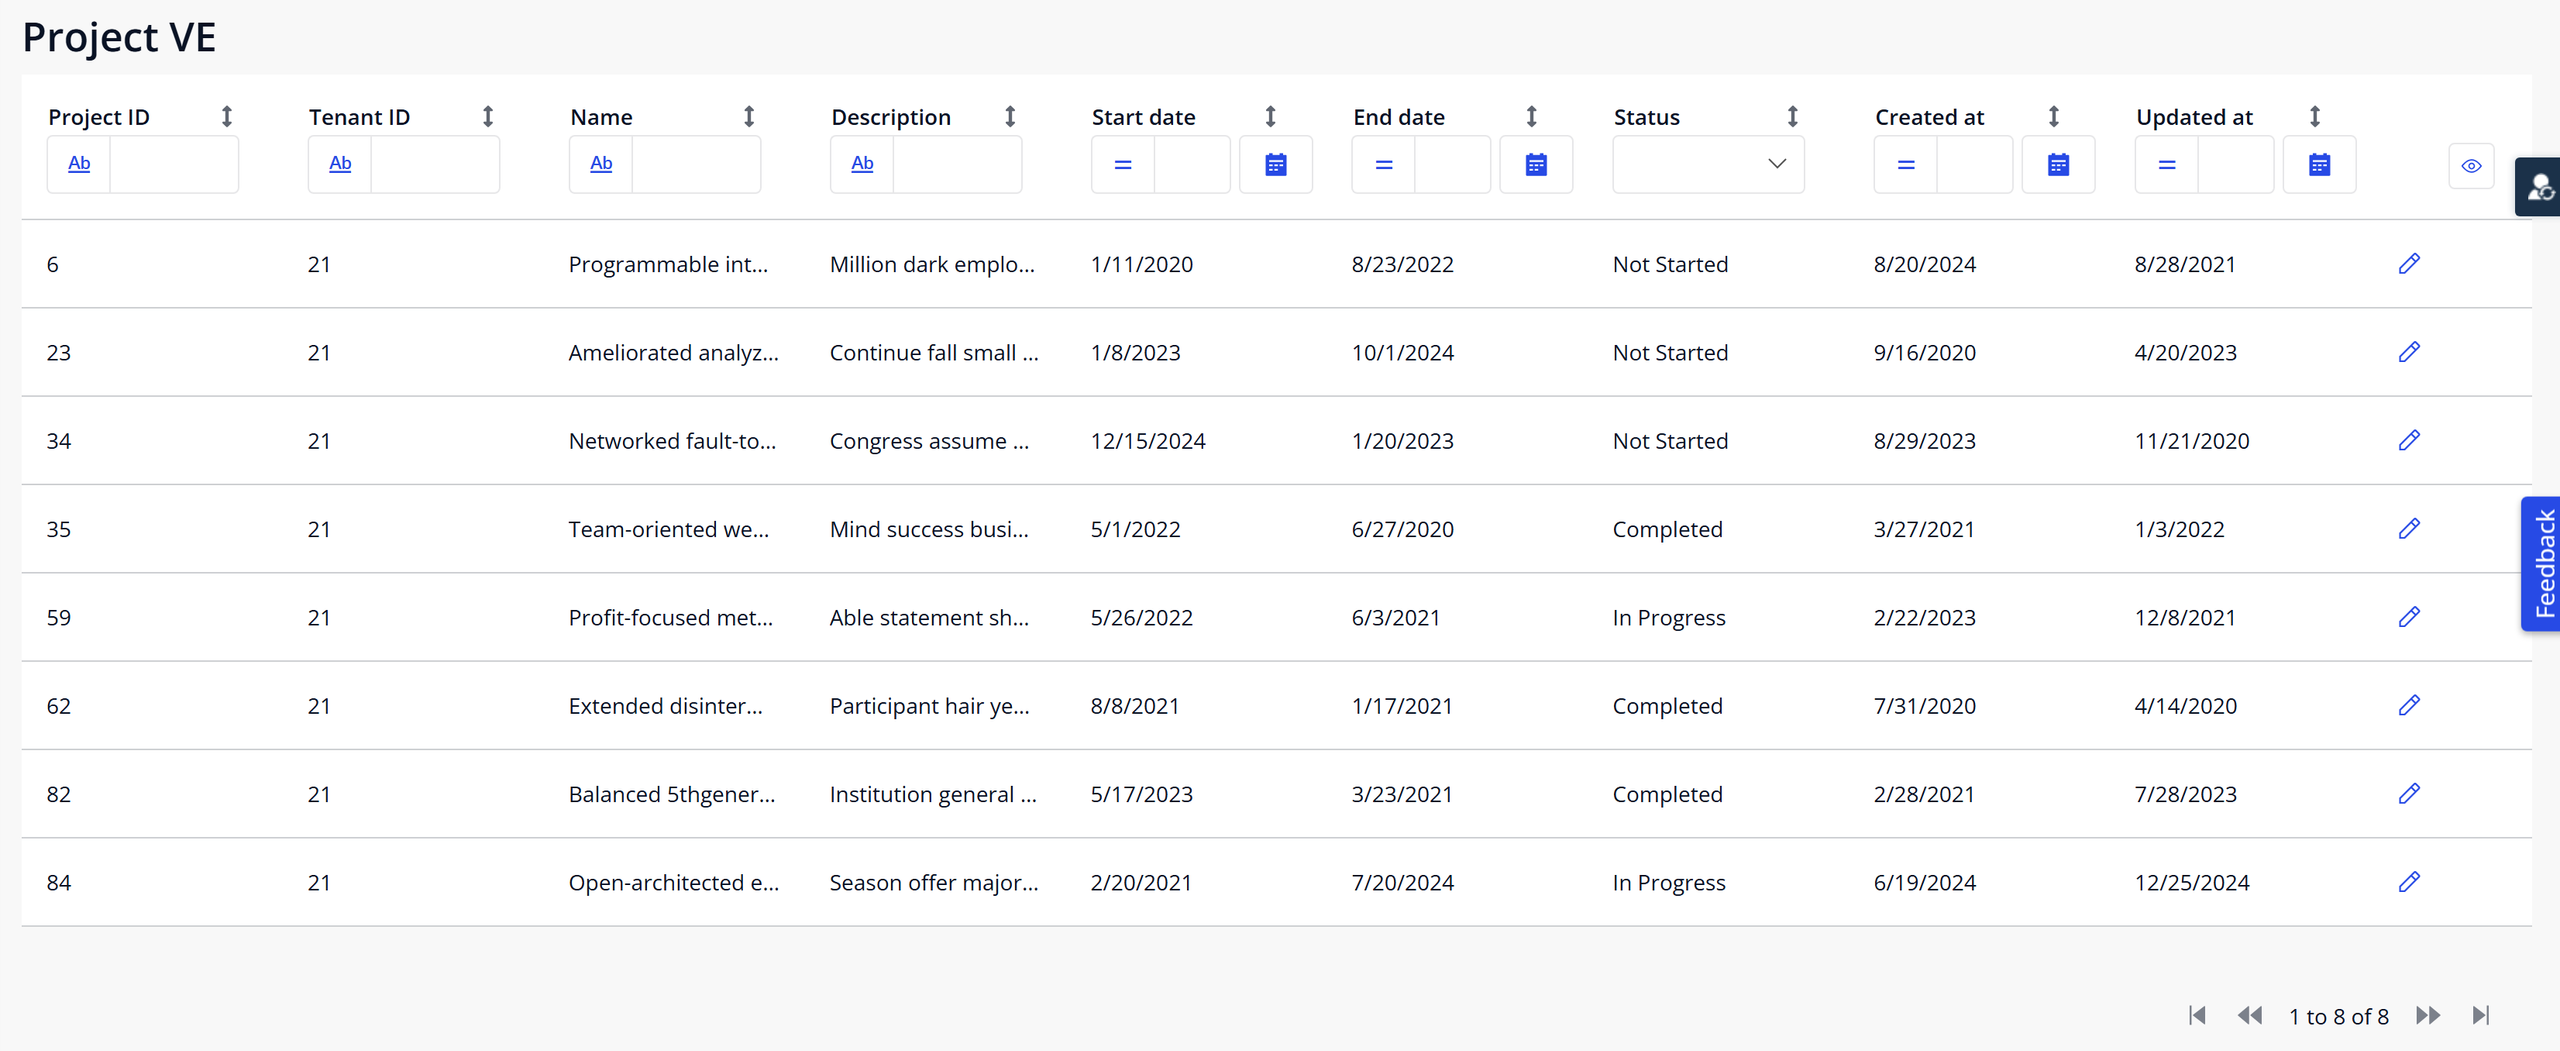 Project VE
Project ID Tenant ID Name Description Start date End date Status Created at Updated at
Ab Ab Ab Ab = = = =
6 21 Programmable int... Million dark emplo... 1/11/2020 8/23/2022 Not Started 8/20/2024 8/28/2021
23 21 Ameliorated analyz... Continue fall small ... 1/8/2023 10/1/2024 Not Started 9/16/2020 4/20/2023
34 21 Networked fault-to... Congress assume ... 12/15/2024 1/20/2023 Not Started 8/29/2023 11/21/2020
35 21 Team-oriented we... Mind success busi... 5/1/2022 6/27/2020 Completed 3/27/2021 1/3/2022
59 21 Profit-focused met... Able statement sh... 5/26/2022 6/3/2021 In Progress 2/22/2023 12/8/2021
62 21 Extended disinter... Participant hair ye... 8/8/2021 1/17/2021 Completed 7/31/2020 4/14/2020
82 21 Balanced 5thgener... Institution general ... 5/17/2023 3/23/2021 Completed 2/28/2021 7/28/2023
84 21 Open-architected e... Season offer major... 2/20/2021 7/20/2024 In Progress 6/19/2024 12/25/2024
1 to 8 of 8
Feedback